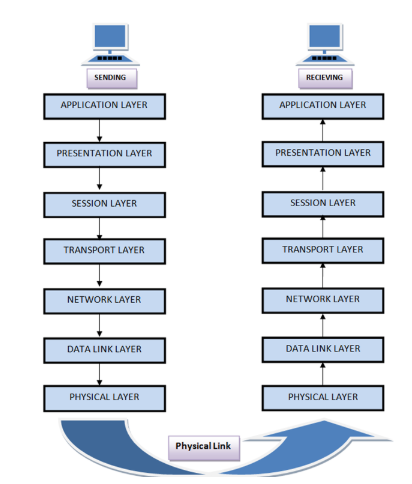 SENDING
RECIEVING
APPLICATION LAYER
APPLICATION LAYER
PRESENTATION LAYER
PRESENTATION LAYER
SESSION LAYER
SESSION LAYER
TRANSPORT LAYER
TRANSPORT LAYER
NETWORK LAYER
NETWORK LAYER
DATA LINK LAYER
DATA LINK LAYER
PHYSICAL LAYER
PHYSICAL LAYER
Physical Link